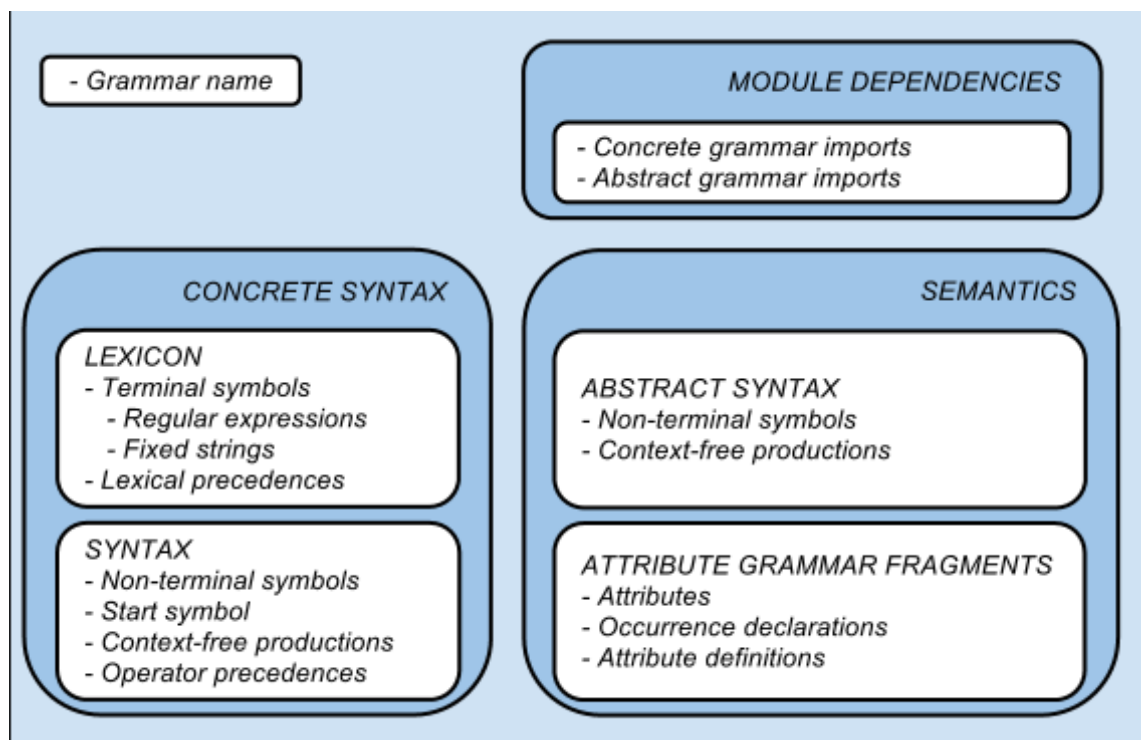 - Grammar name
MODULE DEPENDENCIES
- Concrete grammar imports
- Abstract grammar imports
CONCRETE SYNTAX
LEXICON
- Terminal symbols
- Regular expressions
- Fixed strings
- Lexical precedences
SYNTAX
- Non-terminal symbols
- Start symbol
- Context-free productions
- Operator precedences
SEMANTICS
ABSTRACT SYNTAX
- Non-terminal symbols
- Context-free productions
ATTRIBUTE GRAMMAR FRAGMENTS
- Attributes
- Occurrence declarations
- Attribute definitions